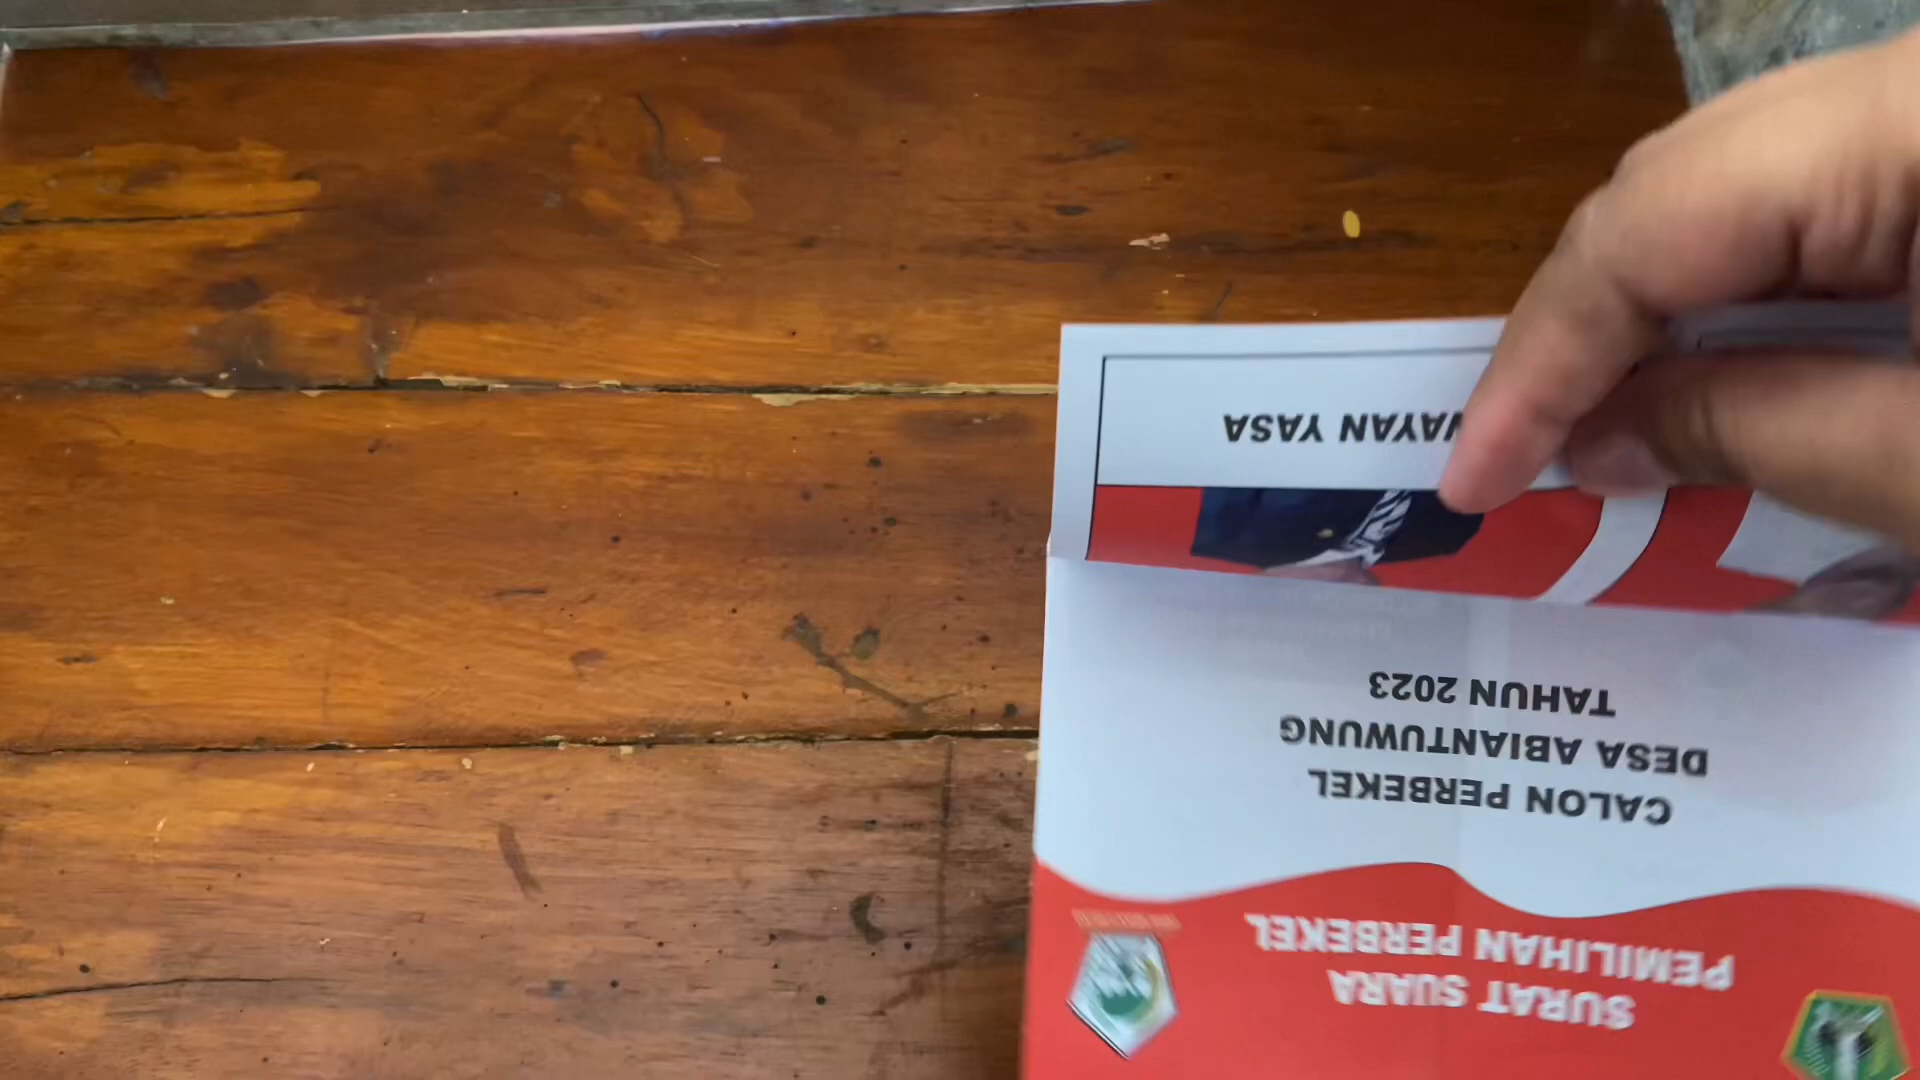 SURAT SUARA
PEMILIHAN PERBEKEL
CALON PERBEKEL
DESA ABIANTUWUNG
TAHUN 2023
WAYAN YASA